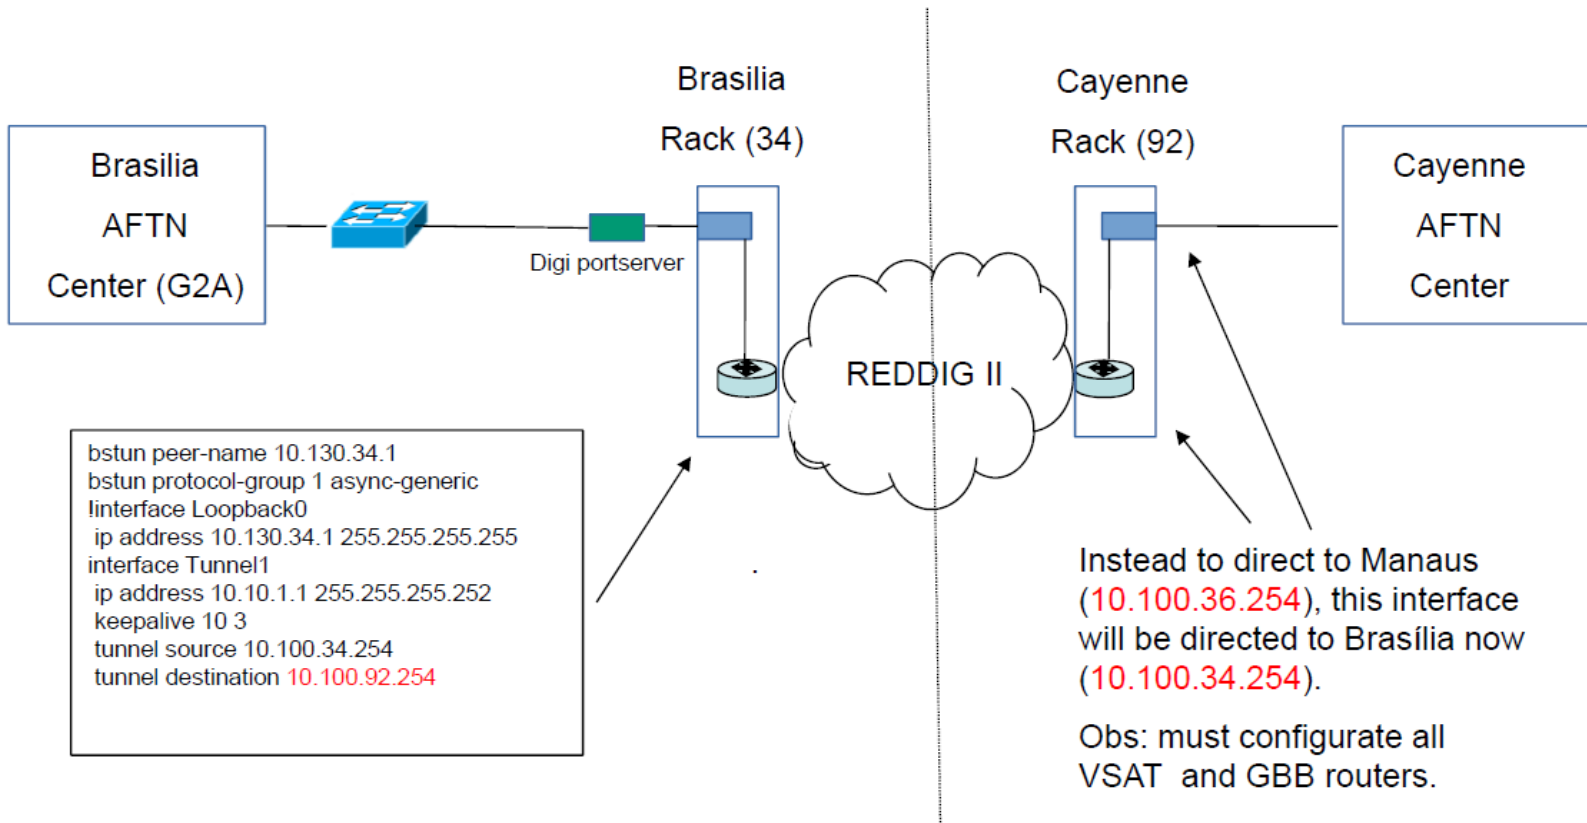 Brasilia
Rack (34)
Cayenne
Rack (92)
Brasilia
AFTN
Center (G2A)
Digi portserver
Cayenne
AFTN
Center
REDDIG II
bstun peer-name 10.130.34.1
bstun protocol-group 1 async-generic
!interface Loopback0
ip address 10.130.34.1 255.255.255.255
interface Tunnel1
ip address 10.10.1.1 255.255.255.252
keepalive 10 3
tunnel source 10.100.34.254
tunnel destination 10.100.92.254
.
Instead to direct to Manaus
(10.100.36.254), this interface
will be directed to Brasília now
(10.100.34.254).
Obs: must configurate all
VSAT and GBB routers.